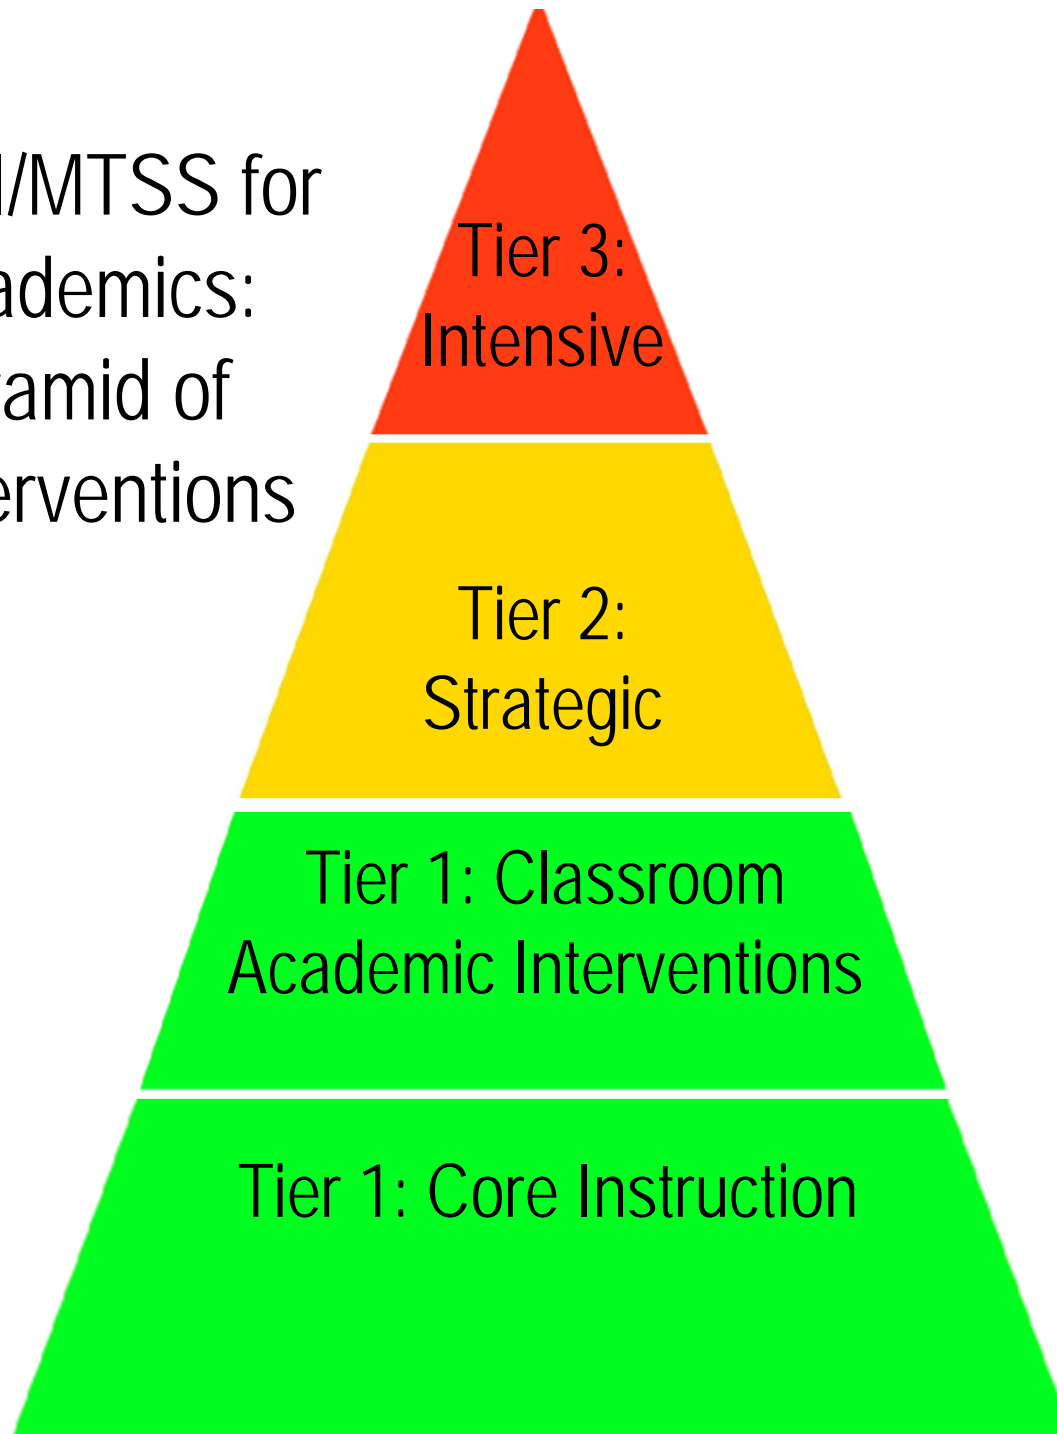 I/MTSS for
ademics:
amid of
erventions
Tier 3:
Intensive
Tier 2:
Strategic
Tier 1: Classroom
Academic Interventions
Tier 1: Core Instruction